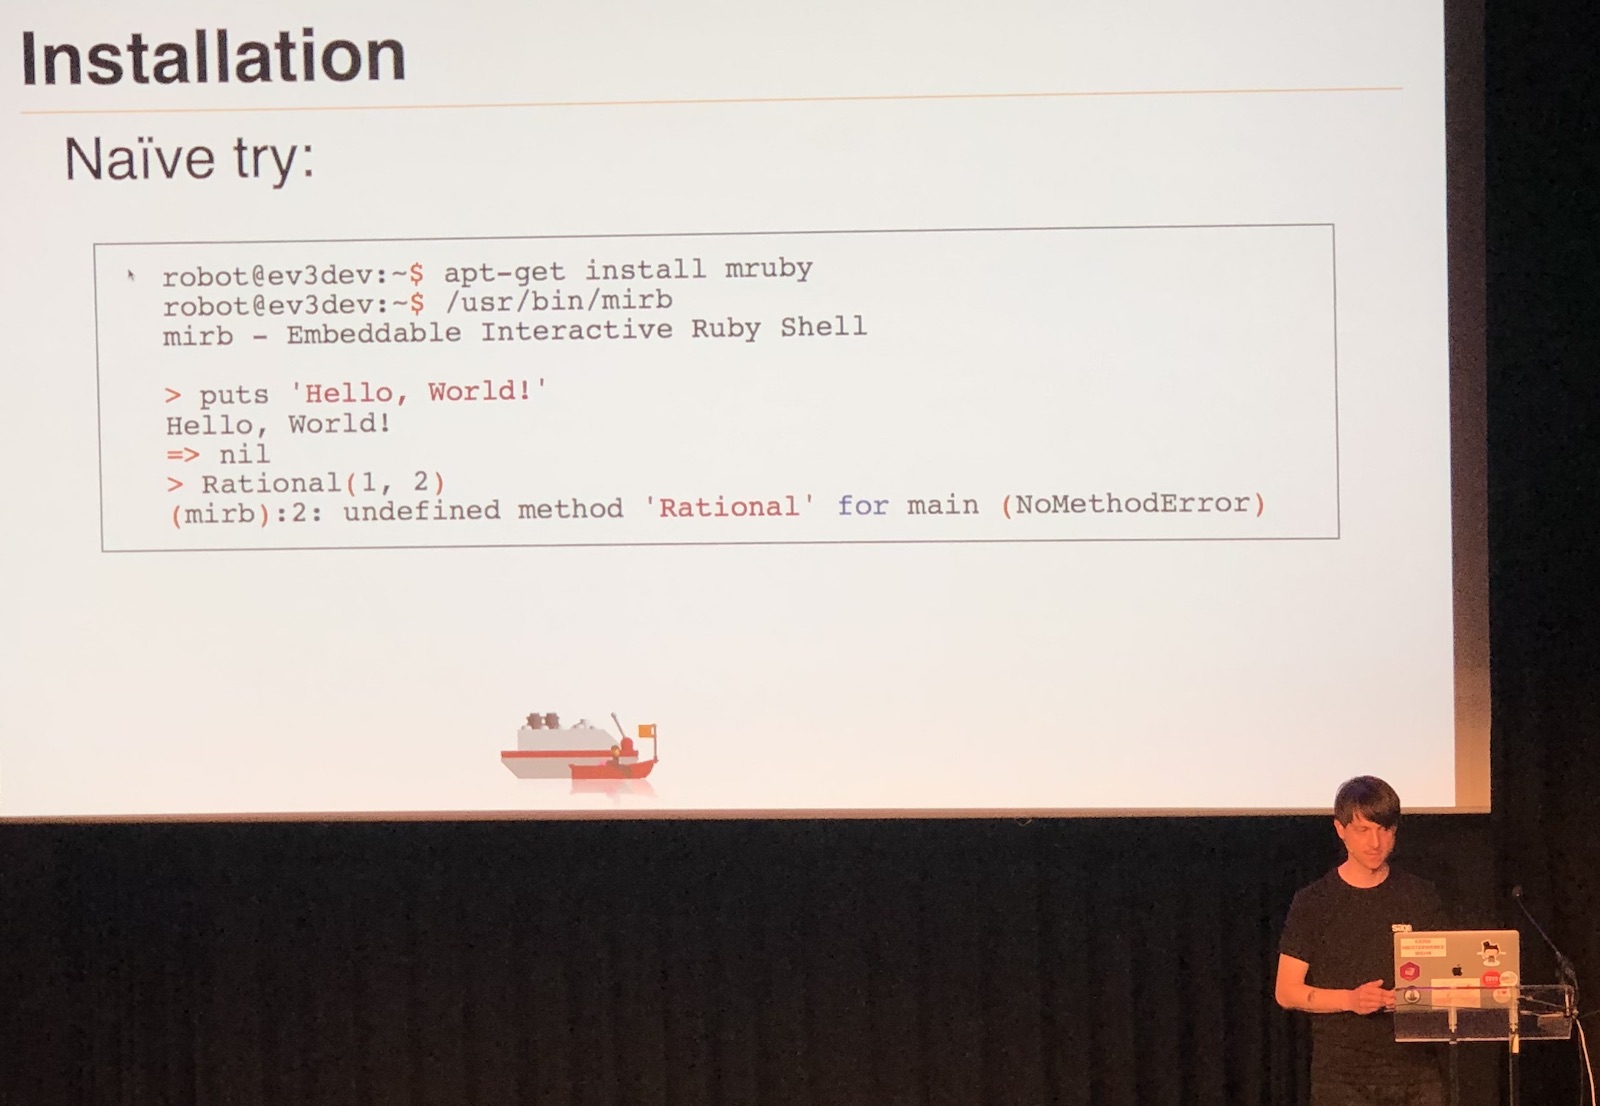 Installation
Naïve try:
robot@ev3dev:~$ apt-get install mruby
robot@ev3dev:~$ /usr/bin/mirb
mirb - Embeddable Interactive Ruby Shell
> puts 'Hello, World!'
Hello, World!
=> nil
> Rational(1, 2)
(mirb):2: undefined method 'Rational' for main (NoMethodError)